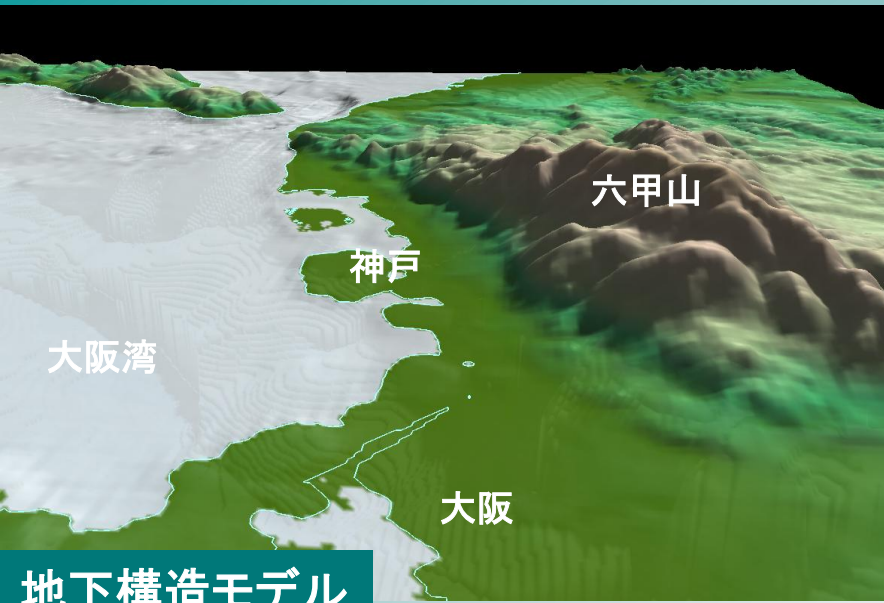 六甲山
神戸
大阪湾
大阪
地下構造モデル